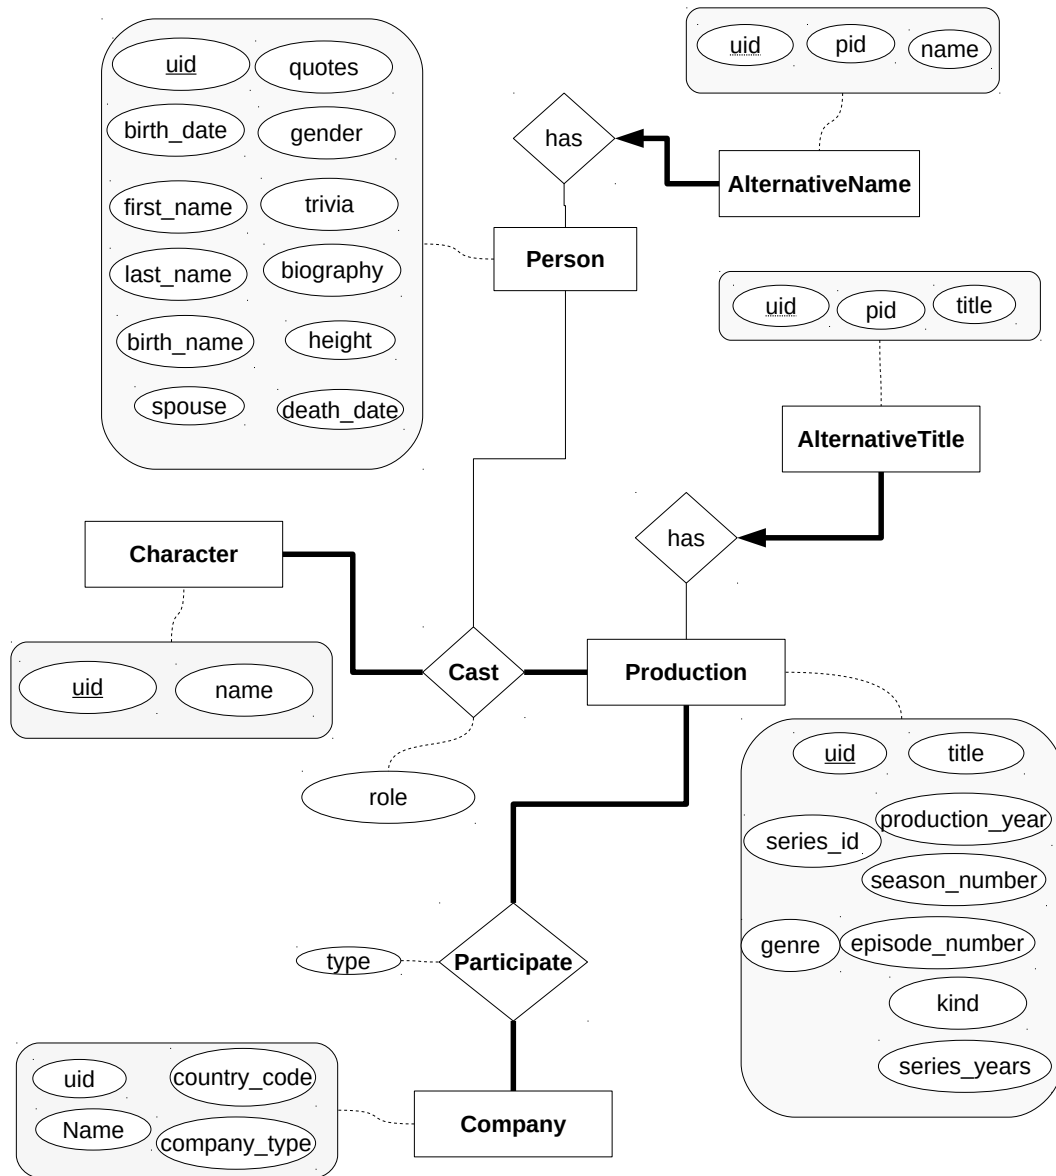 uid
quotes
birth_date
gender
first_name
trivia
last_name
biography
birth_name
height
spouse
death_date
uid
pid
name
has
AlternativeName
Person
uid
pid
title
AlternativeTitle
has
Character
uid
name
Cast
Production
role
uid
title
production_year
series_id
season_number
genre
episode_number
kind
series_years
type
Participate
uid
country_code
Name
company_type
Company